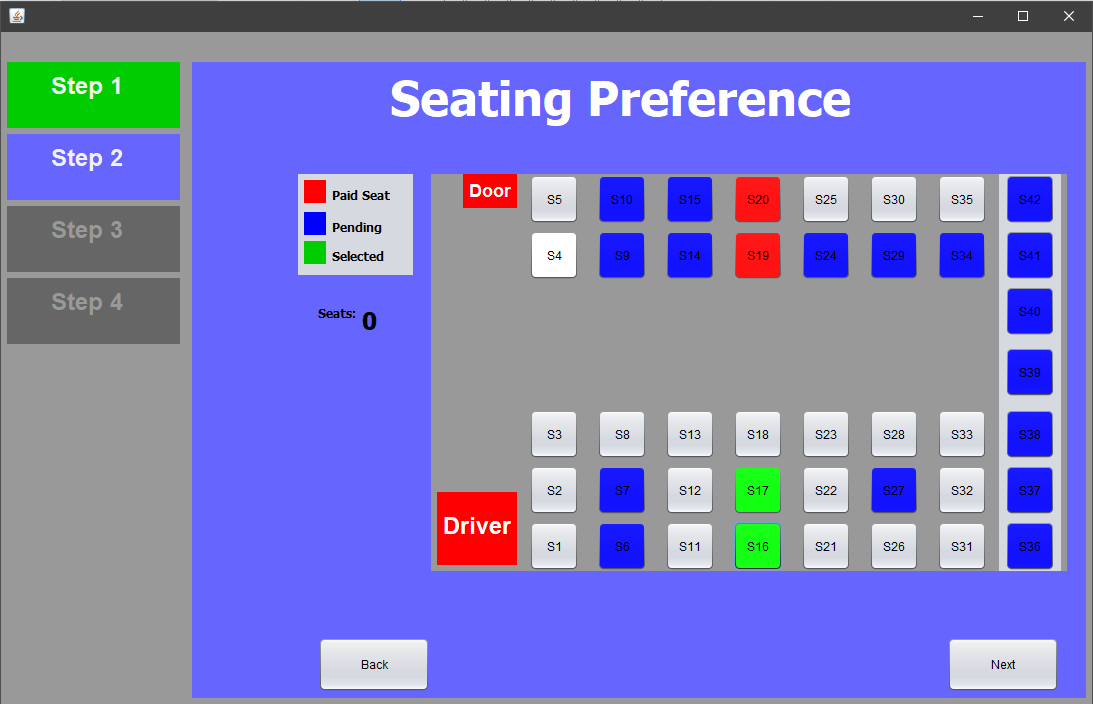 Step 1
Step 2
Step 3
Step 4
Seating Preference
Paid Seat
Pending
Selected
Seats: 0
Door S5 S10 S15 S20 S25 S30 S35 S42
S4 S9 S14 S19 S24 S29 S34 S41
S40
S39
S3 S8 S13 S18 S23 S28 S33 S38
S2 S7 S12 S17 S22 S27 S32 S37
Driver
S1 S6 S11 S16 S21 S26 S31 S36
Back Next